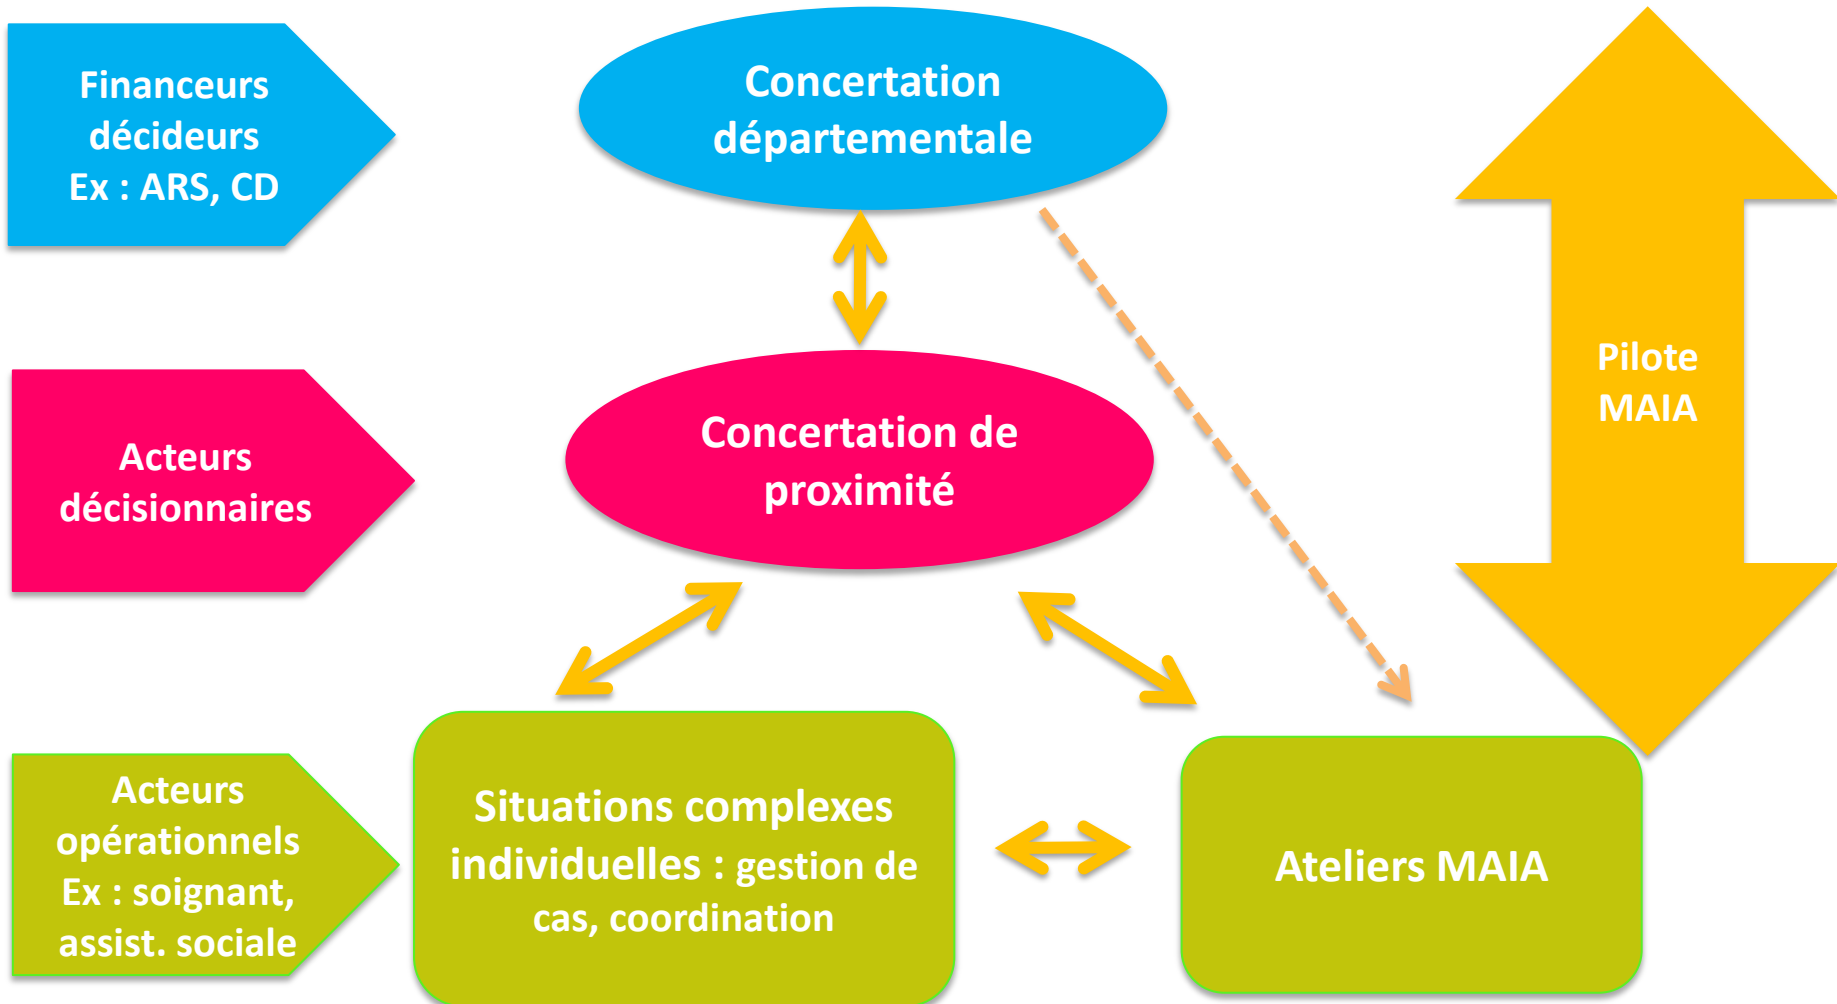 Financeurs
décideurs
Ex : ARS, CD
Concertation
départementale
Pilote
MAIA
Acteurs
décisionnaires
Concertation de
proximité
Acteurs
opérationnels
Ex : soignant,
assist. sociale
Situations complexes
individuelles : gestion de
cas, coordination
Ateliers MAIA